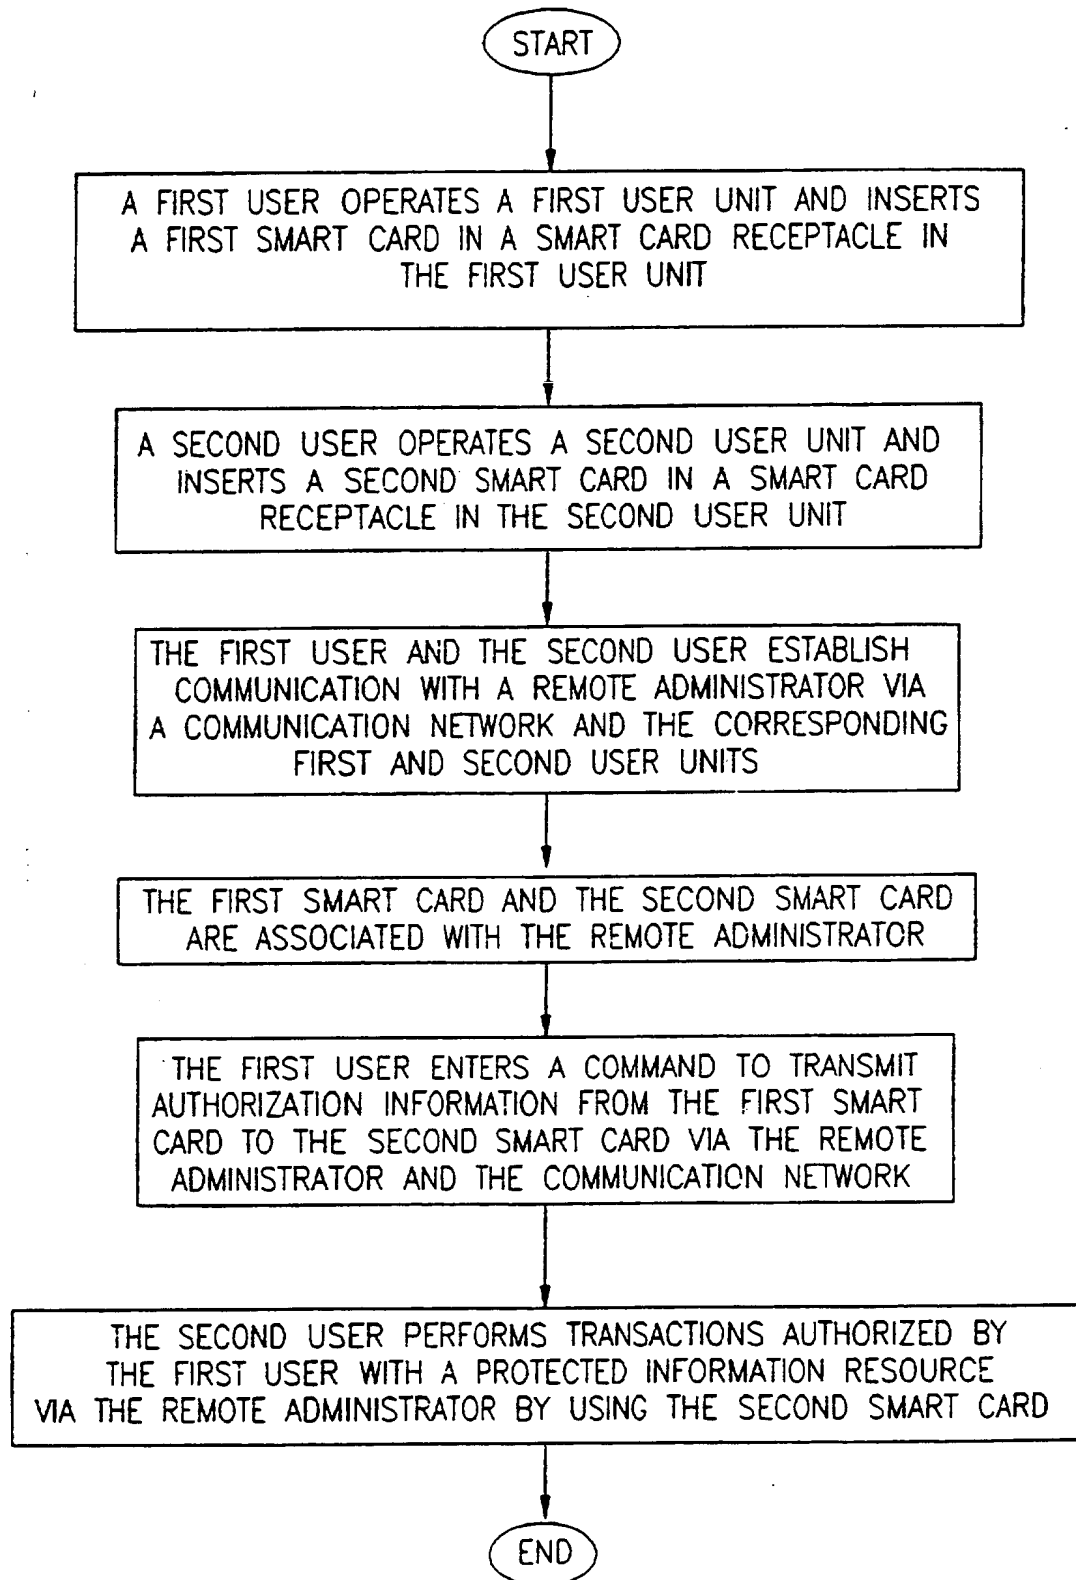 START
A FIRST USER OPERATES A FIRST USER UNIT AND INSERTS
A FIRST SMART CARD IN A SMART CARD RECEPTACLE IN
THE FIRST USER UNIT
A SECOND USER OPERATES A SECOND USER UNIT AND
INSERTS A SECOND SMART CARD IN A SMART CARD
RECEPTACLE IN THE SECOND USER UNIT
THE FIRST USER AND THE SECOND USER ESTABLISH
COMMUNICATION WITH A REMOTE ADMINISTRATOR VIA
A COMMUNICATION NETWORK AND THE CORRESPONDING
FIRST AND SECOND USER UNITS
THE FIRST SMART CARD AND THE SECOND SMART CARD
ARE ASSOCIATED WITH THE REMOTE ADMINISTRATOR
THE FIRST USER ENTERS A COMMAND TO TRANSMIT
AUTHORIZATION INFORMATION FROM THE FIRST SMART
CARD TO THE SECOND SMART CARD VIA THE REMOTE
ADMINISTRATOR AND THE COMMUNICATION NETWORK
THE SECOND USER PERFORMS TRANSACTIONS AUTHORIZED BY
THE FIRST USER WITH A PROTECTED INFORMATION RESOURCE
VIA THE REMOTE ADMINISTRATOR BY USING THE SECOND SMART CARD
END